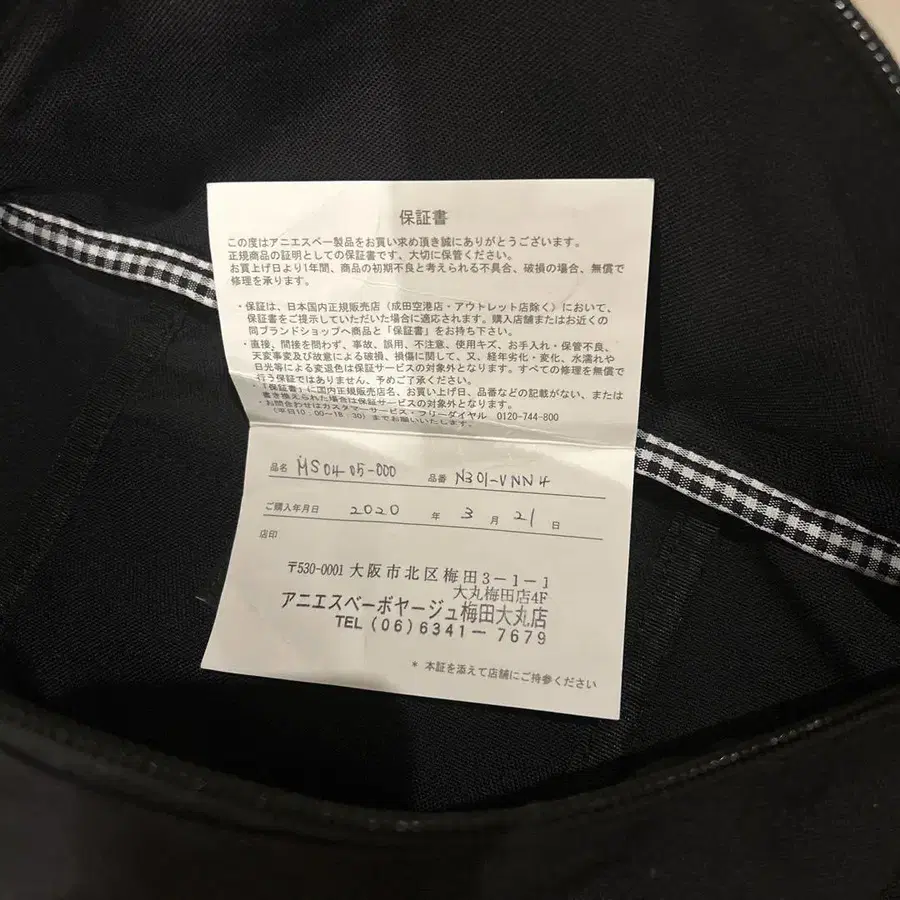 保証書
この度はアニエスベー製品をお買い求め頂き誠にありがとうございます。
正規商品の証明としての保証書です、大切に保管ください。
お買上げ日より1年間、商品の初期不良と考えられる不具合、破損の場合、無償で
修理を承ります。
・保証は、日本国内正規販売店（成田空港店・アウトレット店除く）において、
保証書をご提示していただいた場合に適応されます。購入店舗またはお近くの
同ブランドショップへ商品と「保証書」をお持ち下さい。
・直接、間接を問わず、事故、誤用、不注意、使用キズ、お手入れ・保管不良、
天変事変及び故意による破損、損傷に関して、又、経年劣化・変化、水濡れや
日光等による変退色は保証サービスの対象外となります。すべての修理を無償で
行う保証ではありません、予めご了承ください。
・「保証書」に国内正規販売店名、お買い上げ日、品番などの記載がない、または
書き換えられた場合は保証サービスの対象外となります。
・お問合わせはカスタマーサービス・フリーダイヤル 0120-744-800
（平日10：00〜18：30）までお願いいたします。
品名 MS04 05-000 品番 N301-VNN4
ご購入年月日 2020 年 3 月 21 日
店印
〒530-0001 大阪市北区梅田3－1－1
大丸梅田店4F
アニエスベーボヤージュ梅田大丸店
TEL (06) 6341－7679
* 本証を添えて店舗にご持参ください